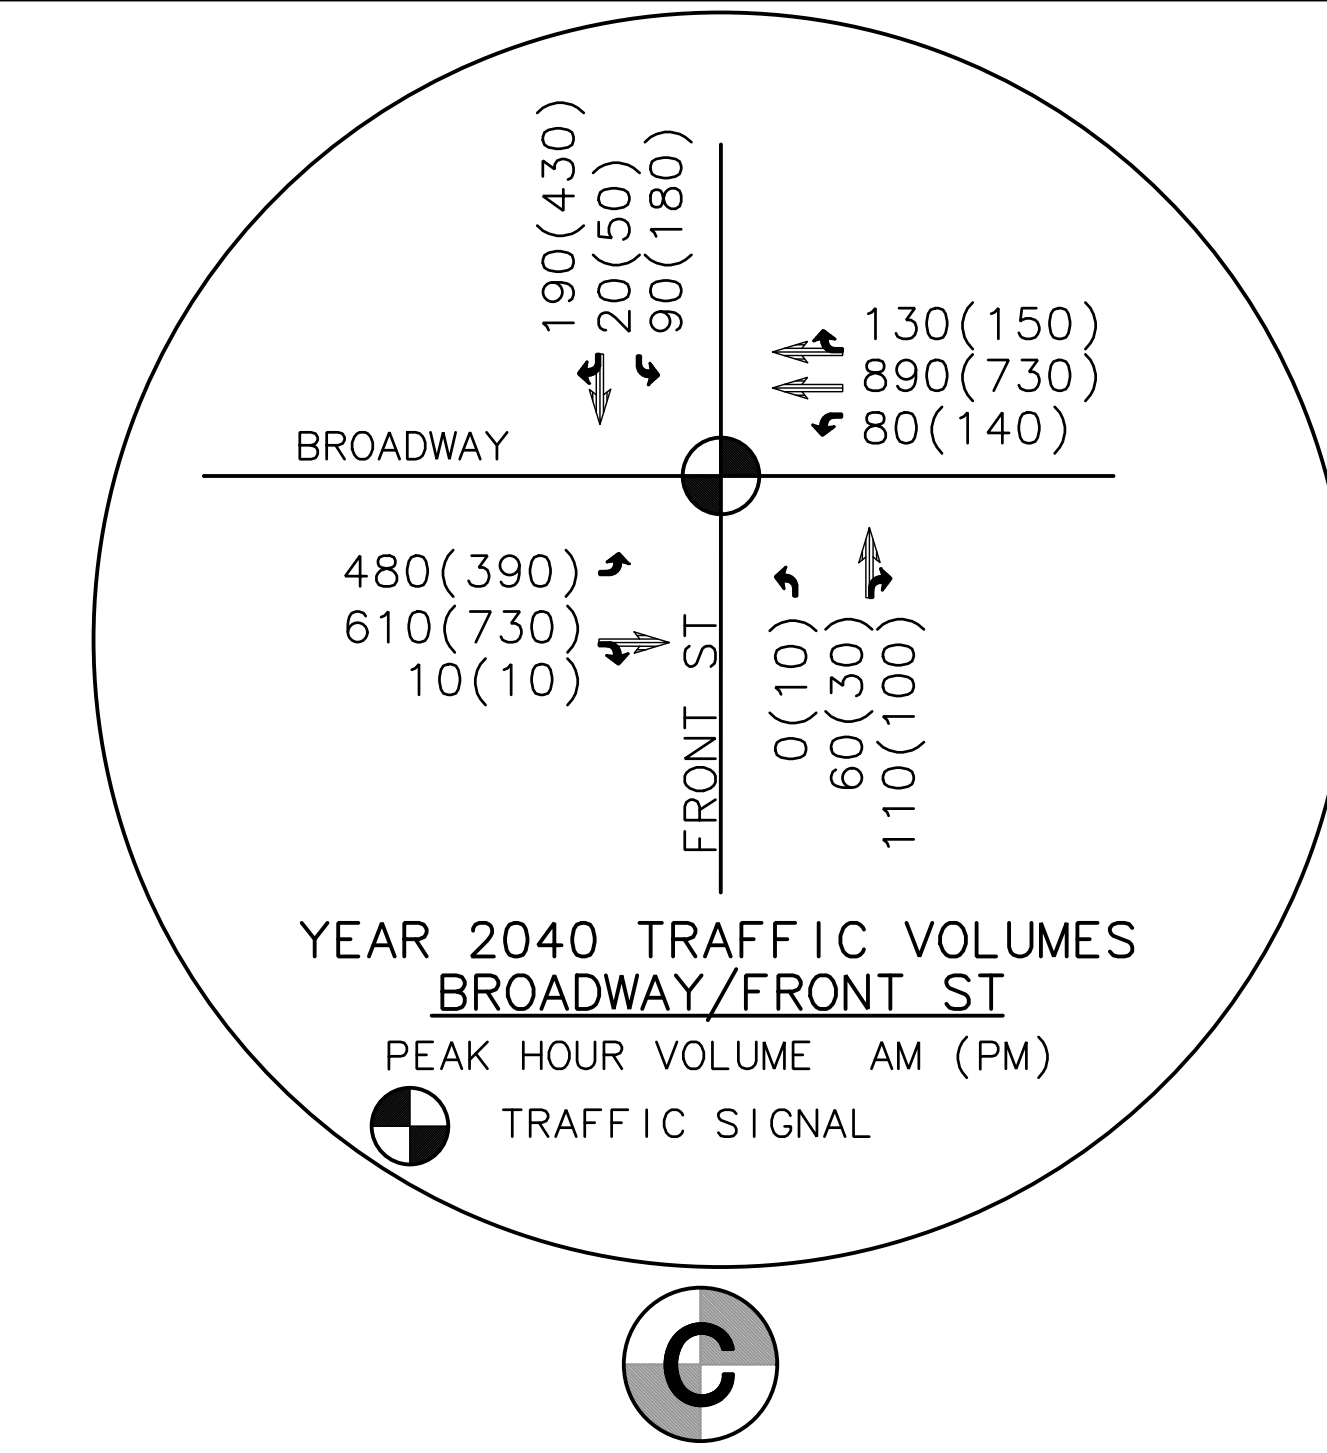 190(430)
20(50)
90(180)
130(150)
890(730)
80(140)
BROADWAY
480(390)
610(730)
10(10)
FRONT ST
0(10)
60(30)
110(100)
YEAR 2040 TRAFFIC VOLUMES
BROADWAY/FRONT ST
PEAK HOUR VOLUME AM (PM)
TRAFFIC SIGNAL
C